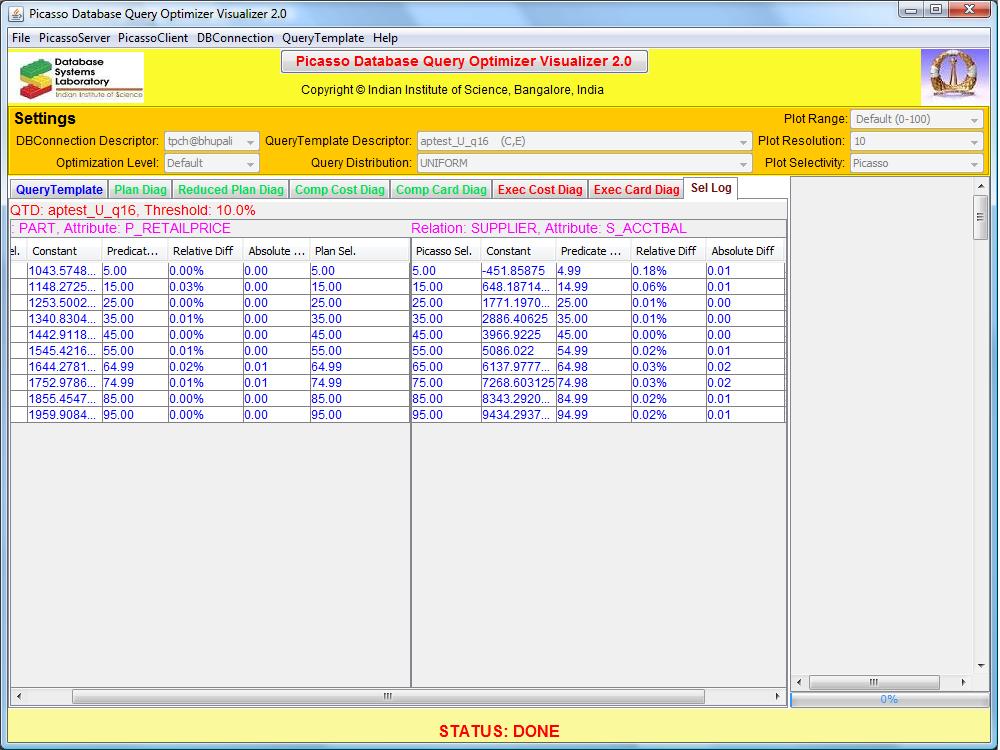 Picasso Database Query Optimizer Visualizer 2.0
File PicassoServer PicassoClient DBConnection QueryTemplate Help
Database
Systems
Laboratory
Indian Institute of Science
Picasso Database Query Optimizer Visualizer 2.0
Copyright © Indian Institute of Science, Bangalore, India
Settings
Plot Range: Default (0-100)
DBConnection Descriptor: tpch@bhupali QueryTemplate Descriptor: aptest_U_q16 (C,E) Plot Resolution: 10
Optimization Level: Default Query Distribution: UNIFORM Plot Selectivity: Picasso
QueryTemplate Plan Diag Reduced Plan Diag Comp Cost Diag Comp Card Diag Exec Cost Diag Exec Card Diag Sel Log
QTD: aptest_U_q16, Threshold: 10.0%
: PART, Attribute: P_RETAILPRICE Relation: SUPPLIER, Attribute: S_ACCTBAL
el. Constant Predicat... Relative Diff Absolute ... Plan Sel. Picasso Sel. Constant Predicate ... Relative Diff Absolute Diff
1043.5748... 5.00 0.00% 0.00 5.00 5.00 -451.85875 4.99 0.18% 0.01
1148.2725... 15.00 0.03% 0.00 15.00 15.00 648.18714... 14.99 0.06% 0.01
1253.5002... 25.00 0.00% 0.00 25.00 25.00 1771.1970... 25.00 0.01% 0.00
1340.8304... 35.00 0.01% 0.00 35.00 35.00 2886.40625 35.00 0.01% 0.00
1442.9118... 45.00 0.00% 0.00 45.00 45.00 3966.9225 45.00 0.00% 0.00
1545.4216... 55.00 0.01% 0.00 55.00 55.00 5086.022 54.99 0.02% 0.01
1644.2781... 64.99 0.02% 0.01 64.99 65.00 6137.9777... 64.98 0.03% 0.02
1752.9786... 74.99 0.01% 0.01 74.99 75.00 7268.603125 74.98 0.03% 0.02
1855.4547... 85.00 0.00% 0.00 85.00 85.00 8343.2920... 84.99 0.02% 0.01
1959.9084... 95.00 0.00% 0.00 95.00 95.00 9434.2937... 94.99 0.02% 0.01
0%
STATUS: DONE